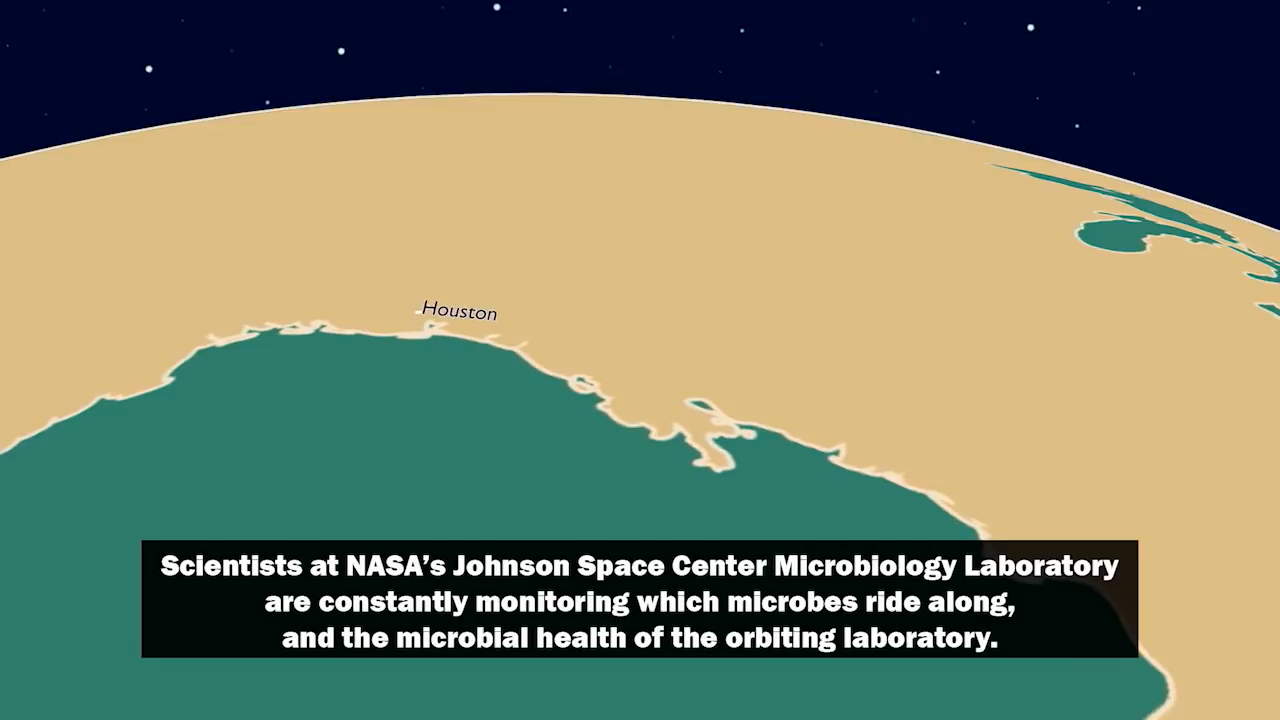 Houston
Scientists at NASA’s Johnson Space Center Microbiology Laboratory
are constantly monitoring which microbes ride along,
and the microbial health of the orbiting laboratory.